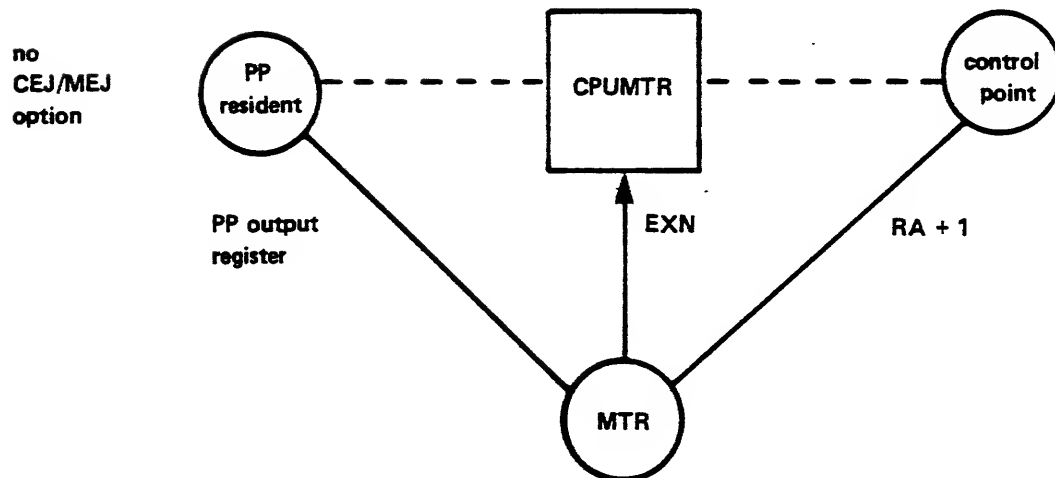 no
CEJ/MEJ
option
PP
resident
CPUMTR
control
point
PP output
register
EXN
RA + 1
MTR